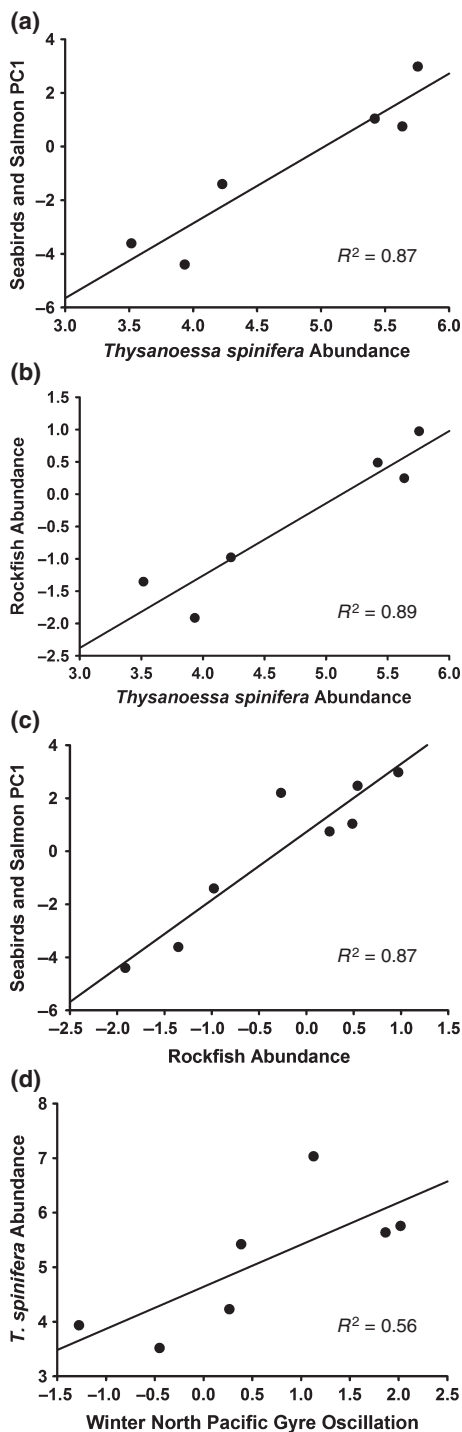 (a)
4
2
0
–2
–4
–6
Seabirds and Salmon PC1
R² = 0.87
3.0 3.5 4.0 4.5 5.0 5.5 6.0
Thysanoessa spinifera Abundance
(b)
1.5
1.0
0.5
0.0
–0.5
–1.0
–1.5
–2.0
–2.5
Rockfish Abundance
R² = 0.89
3.0 3.5 4.0 4.5 5.0 5.5 6.0
Thysanoessa spinifera Abundance
(c)
4
2
0
–2
–4
–6
Seabirds and Salmon PC1
R² = 0.87
–2.5 –2.0 –1.5 –1.0 –0.5 0.0 0.5 1.0 1.5
Rockfish Abundance
(d)
8
7
6
5
4
3
T. spinifera Abundance
R² = 0.56
–1.5 –1.0 –0.5 0.0 0.5 1.0 1.5 2.0 2.5
Winter North Pacific Gyre Oscillation